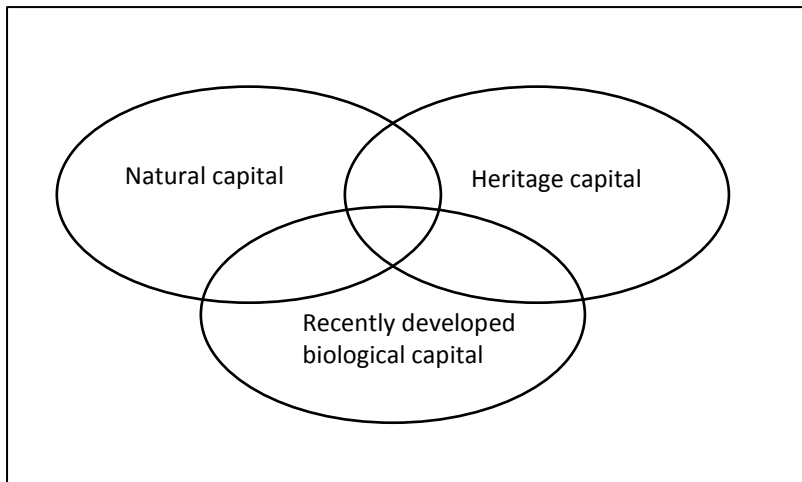 Natural capital
Heritage capital
Recently developed
biological capital